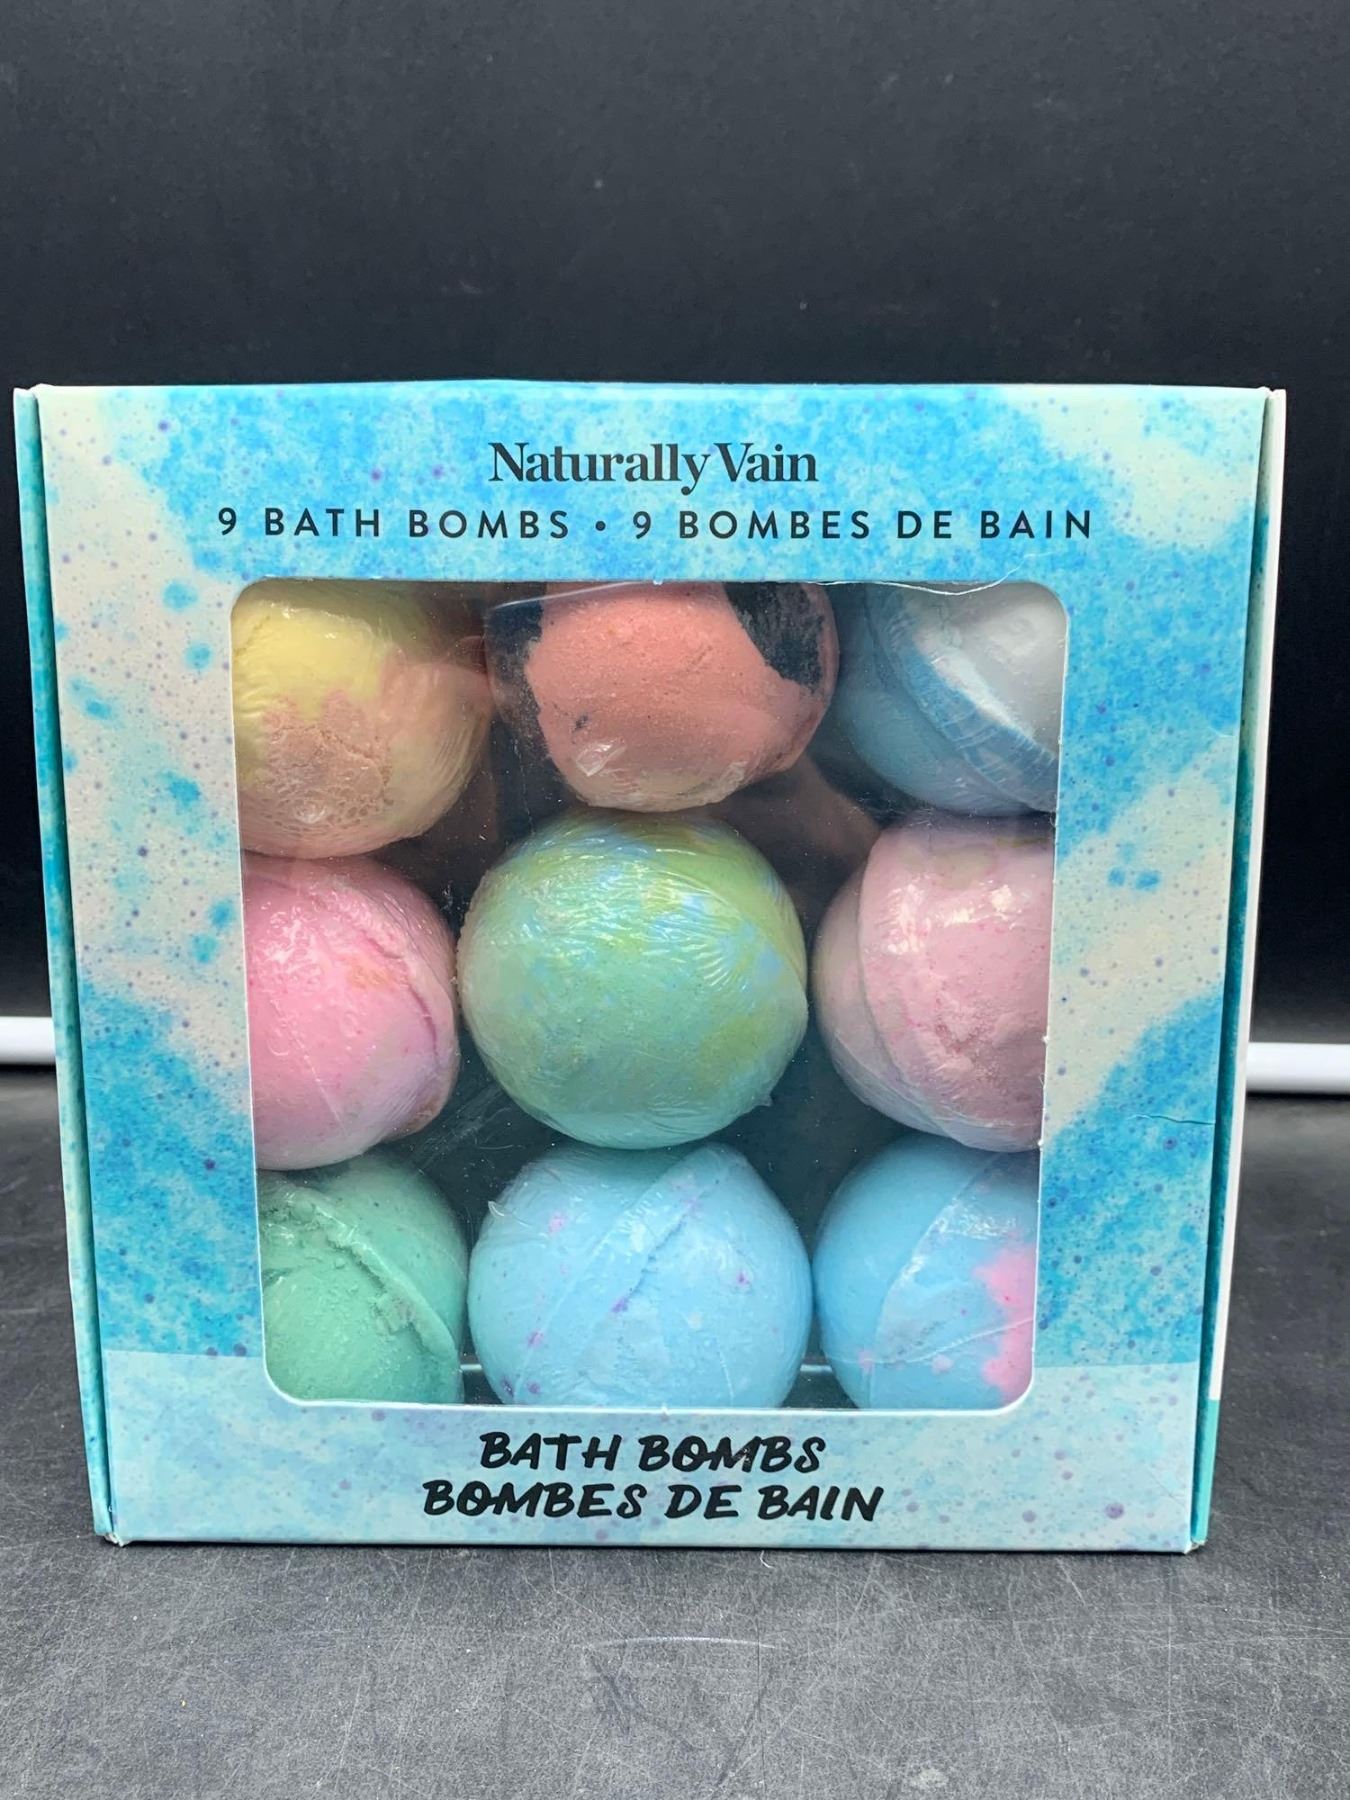 Naturally Vain
9 BATH BOMBS • 9 BOMBES DE BAIN
BATH BOMBS
BOMBES DE BAIN